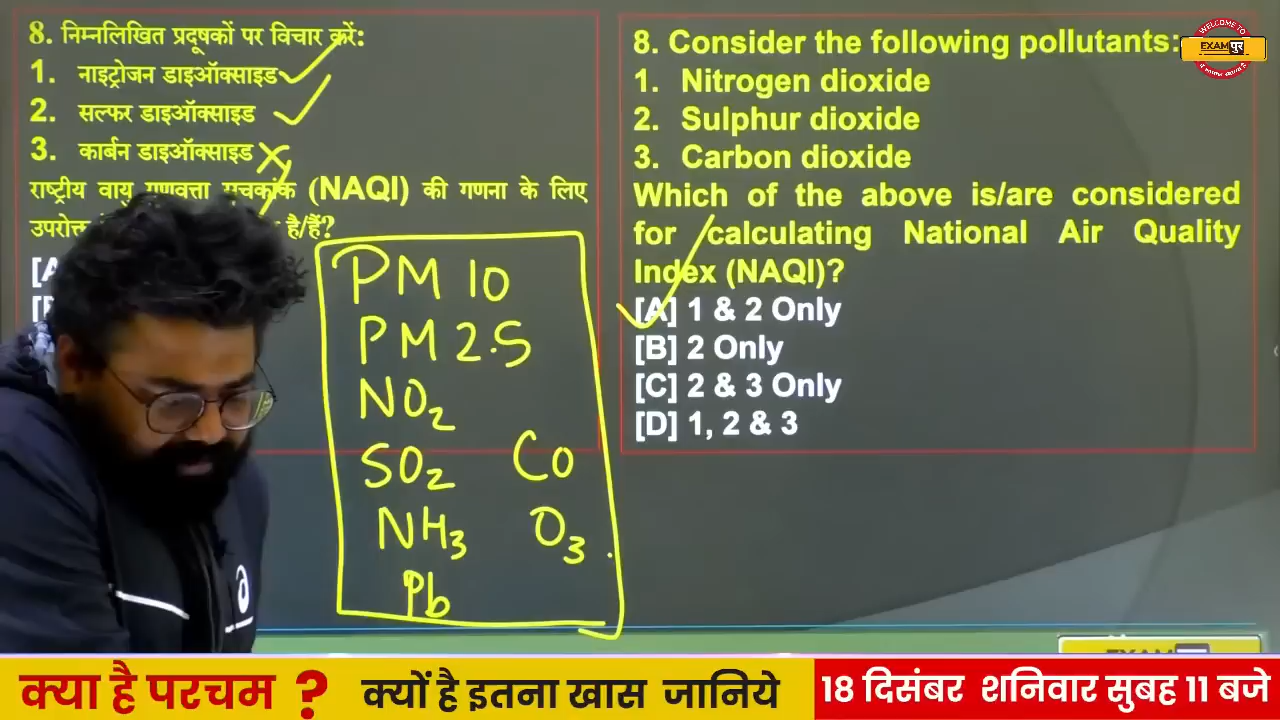 8. निम्नलिखित प्रदूषकों पर विचार करें:
1. नाइट्रोजन डाइऑक्साइड
2. सल्फर डाइऑक्साइड
3. कार्बन डाइऑक्साइड
राष्ट्रीय वायु गुणवत्ता सूचकांक (NAQI) की गणना के लिए
है/हैं?
PM 10
PM 2.5
NO2
SO2 Co
NH3 O3
Pb
8. Consider the following pollutants:
1. Nitrogen dioxide
2. Sulphur dioxide
3. Carbon dioxide
Which of the above is/are considered
for calculating National Air Quality
Index (NAQI)?
[A] 1 & 2 Only
[B] 2 Only
[C] 2 & 3 Only
[D] 1, 2 & 3
WELCOME TO
EXAMपुर
क्या है परचम ?
क्यों है इतना खास जानिये
18 दिसंबर शनिवार सुबह 11 बजे